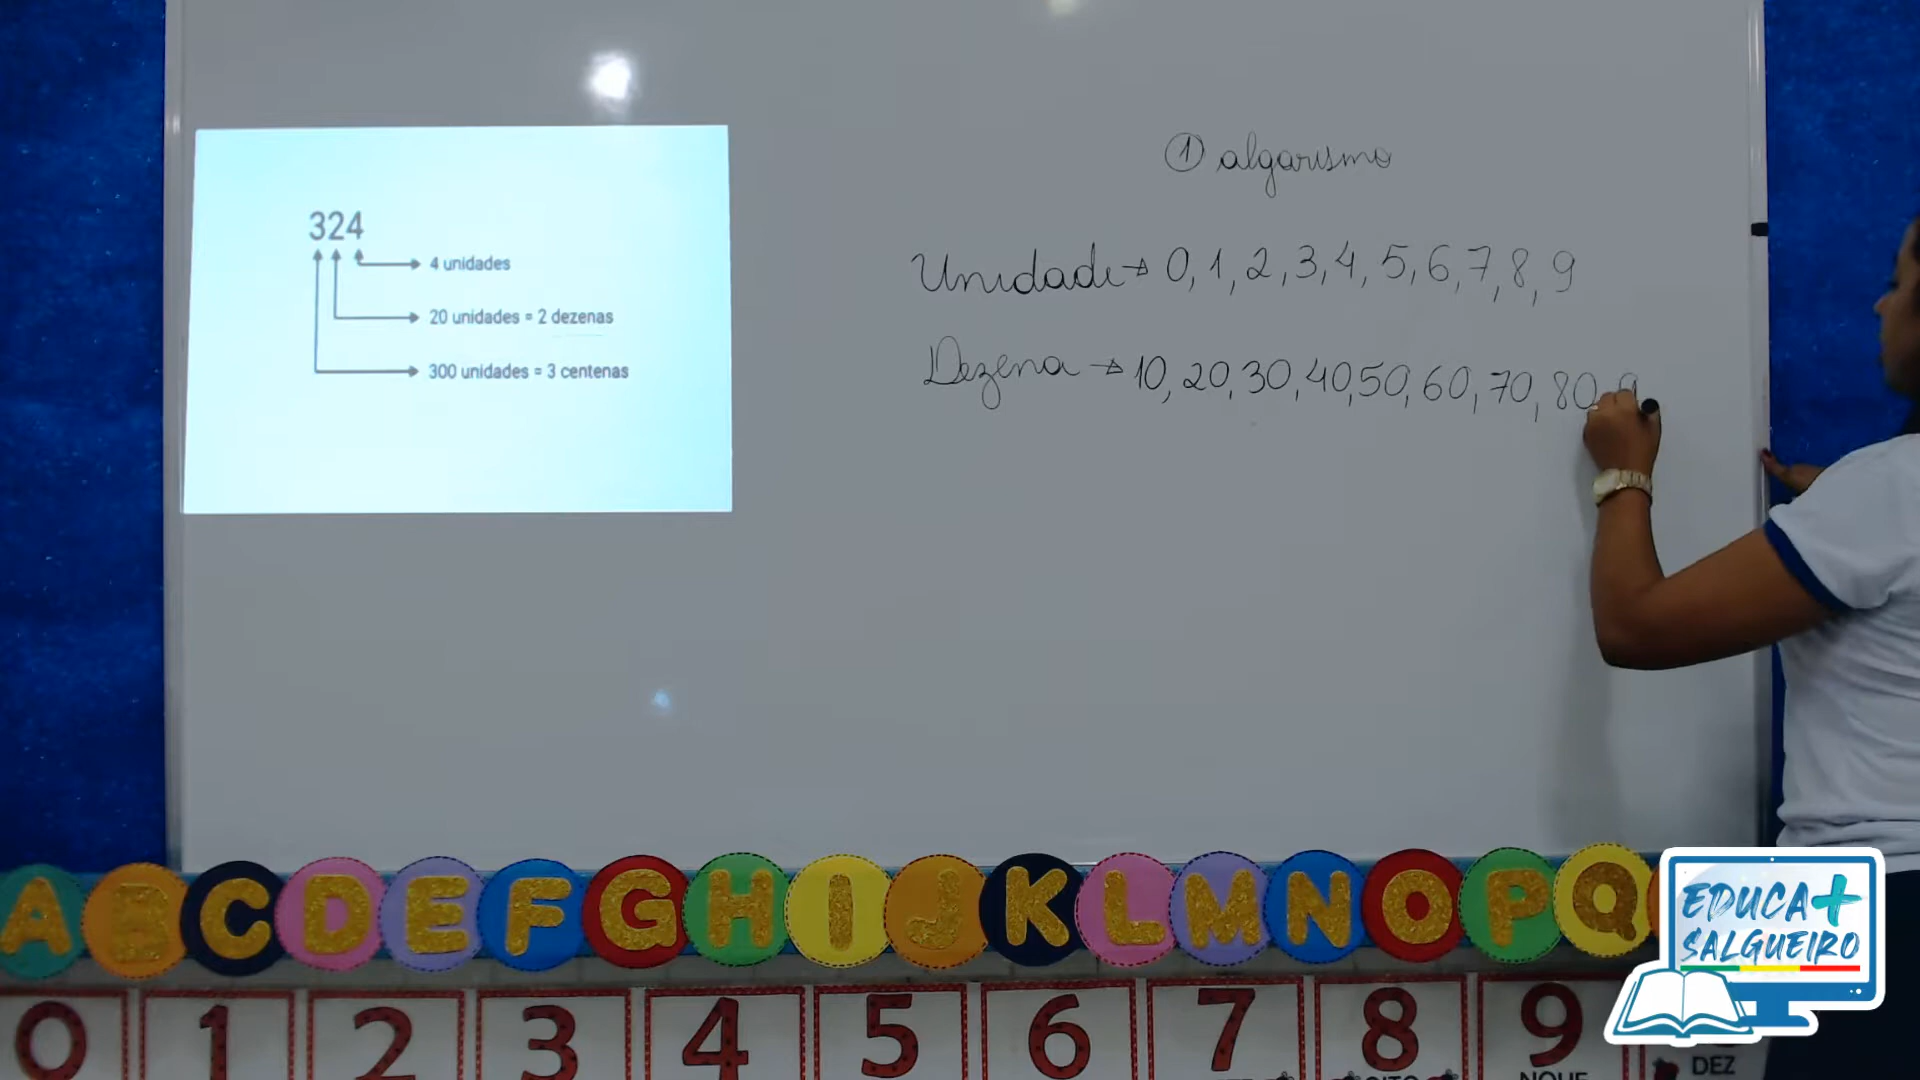 324
4 unidades
20 unidades = 2 dezenas
300 unidades = 3 centenas
① algarismo
Unidade → 0, 1, 2, 3, 4, 5, 6, 7, 8, 9
Dezena → 10, 20, 30, 40, 50, 60, 70, 80, 9
A B C D E F G H I J K L M N O P Q
EDUCA+
SALGUEIRO
0 1 2 3 4 5 6 7 8 9
DEZ